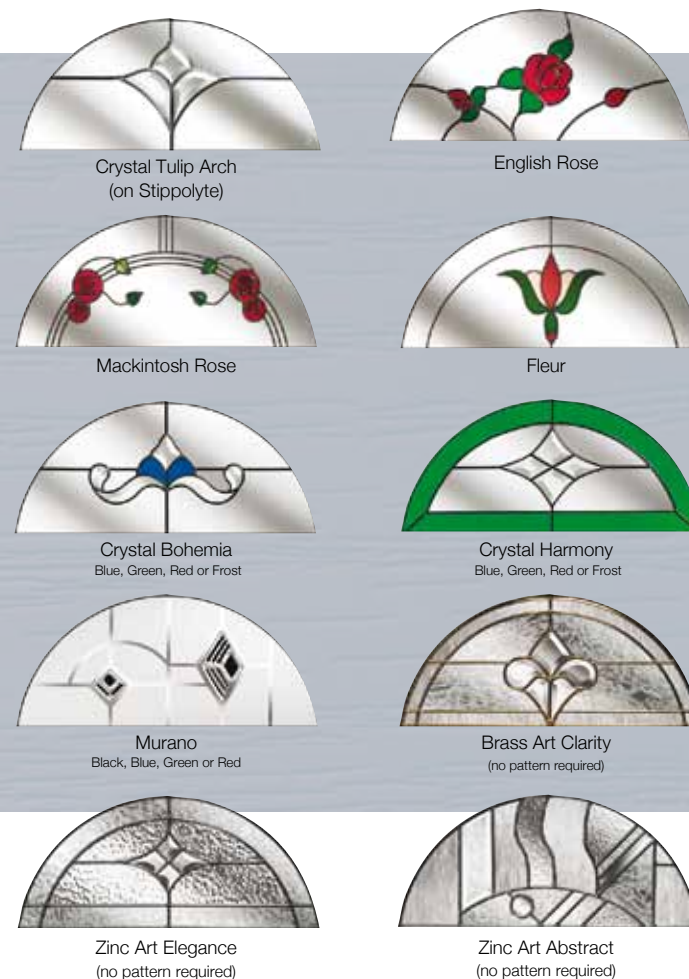 Crystal Tulip Arch
(on Stippolyte)
English Rose
Mackintosh Rose
Fleur
Crystal Bohemia
Blue, Green, Red or Frost
Crystal Harmony
Blue, Green, Red or Frost
Murano
Black, Blue, Green or Red
Brass Art Clarity
(no pattern required)
Zinc Art Elegance
(no pattern required)
Zinc Art Abstract
(no pattern required)